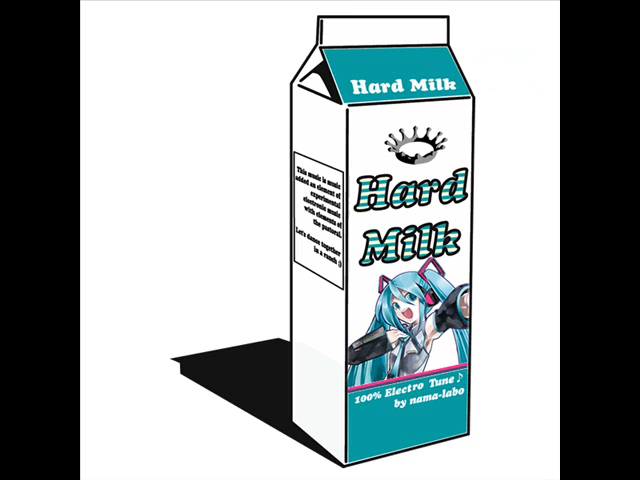 Hard Milk
Hard
Milk
This music is music
added an element of
experimental
electronic music
with elements of
the pastoral.
Let's dance together
in a ranch :)
100% Electro Tune♪
by nama-labo